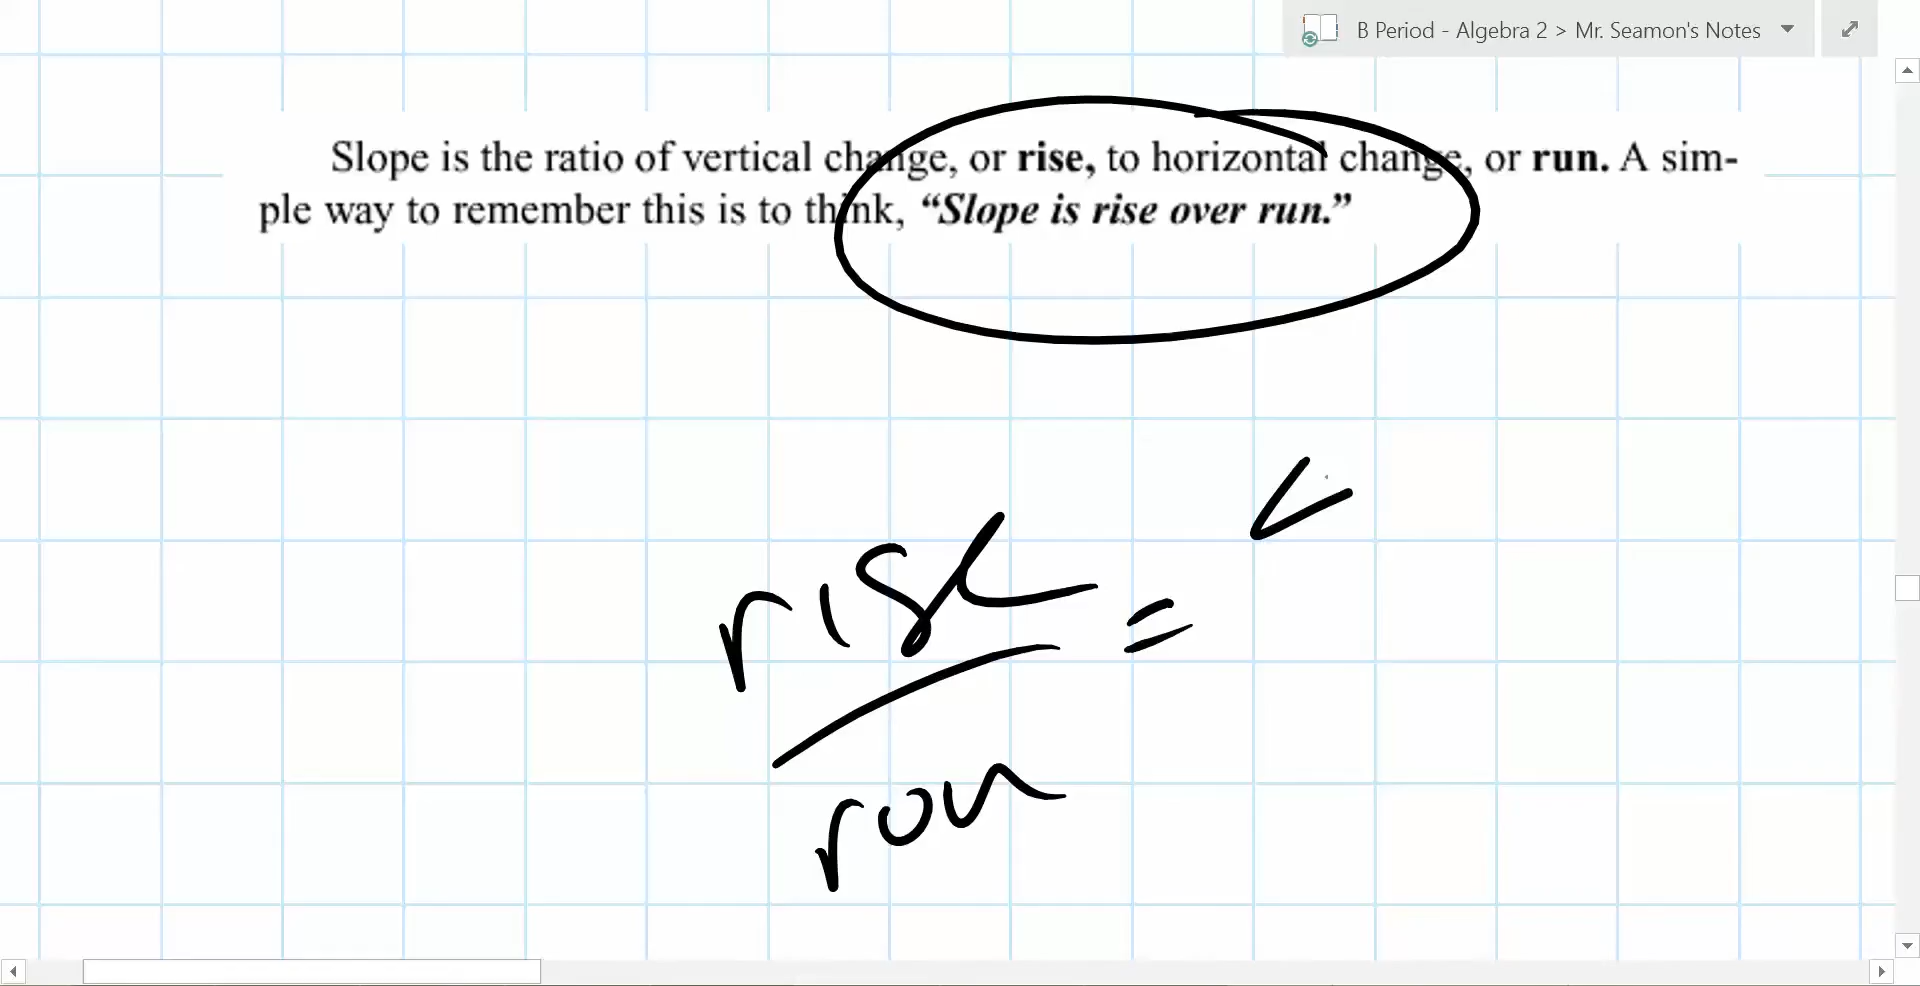 B Period - Algebra 2 > Mr. Seamon's Notes
Slope is the ratio of vertical change, or rise, to horizontal change, or run. A sim-
ple way to remember this is to think, “Slope is rise over run.”
rise =
run